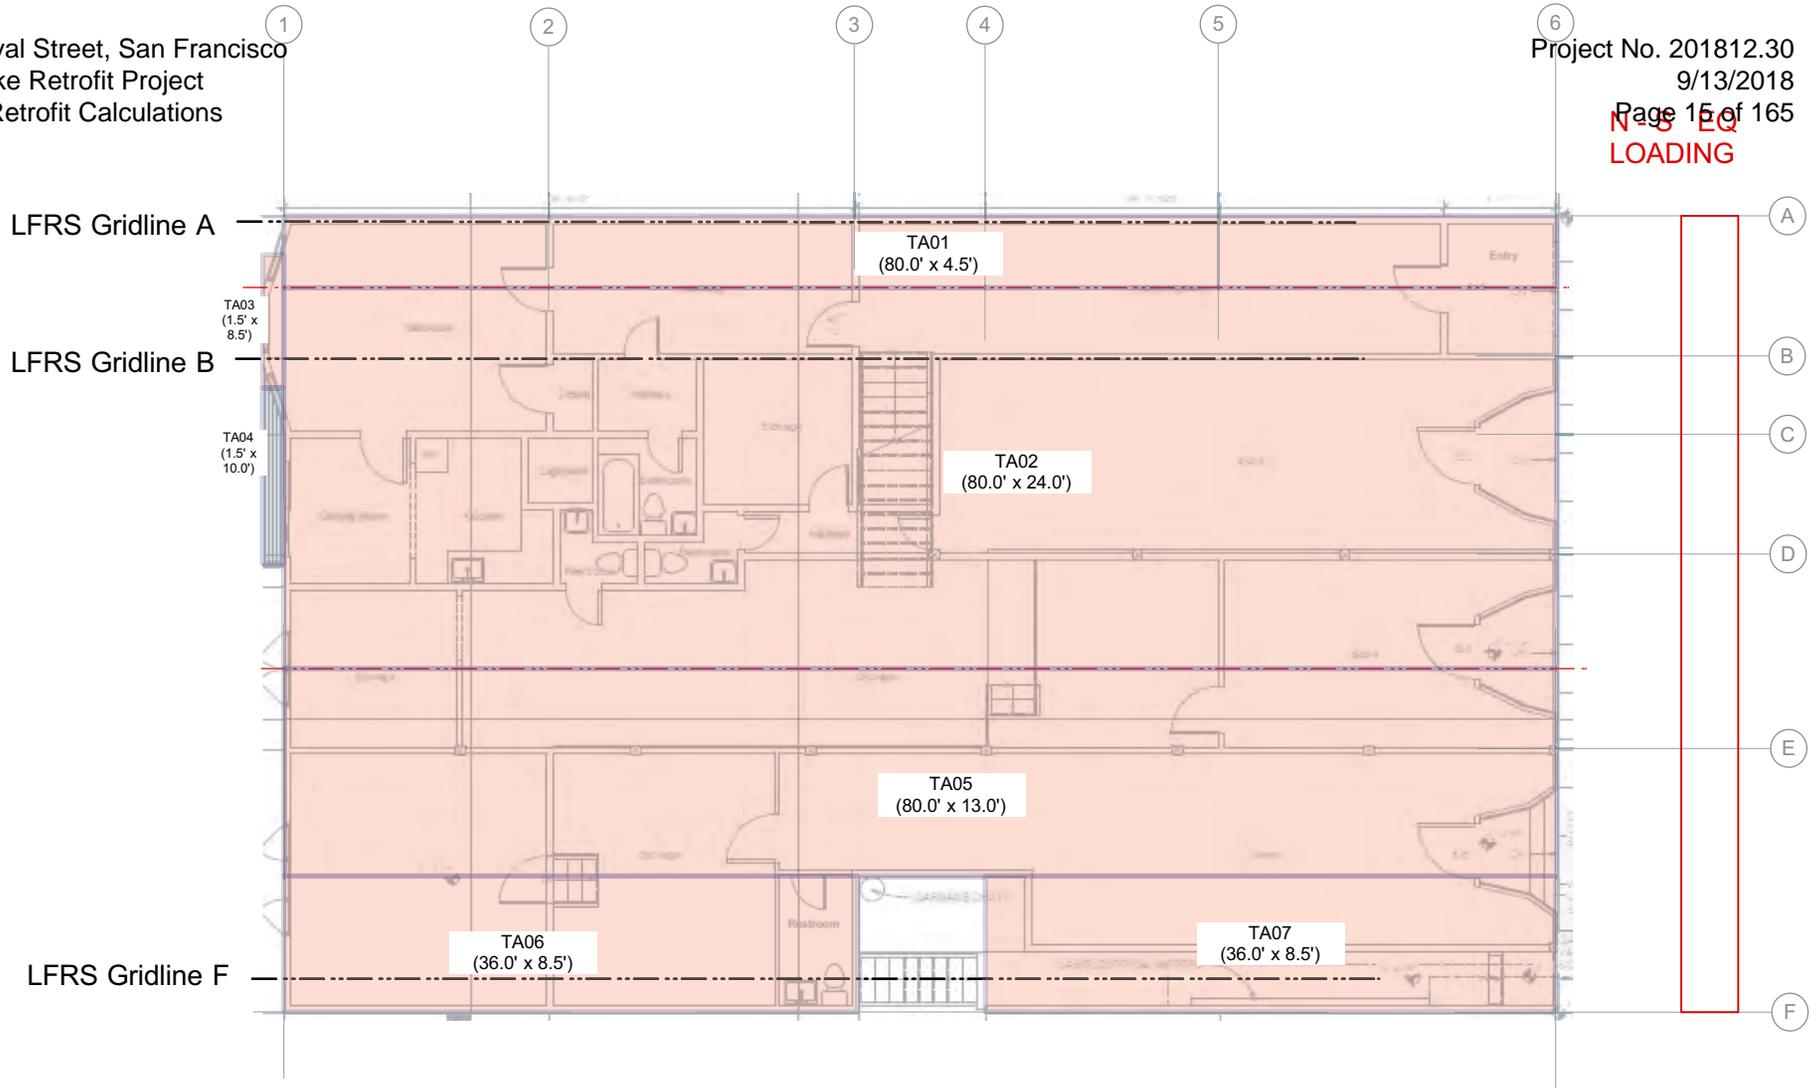 1 2 3 4 5 6
val Street, San Francisco
ke Retrofit Project
Retrofit Calculations
Project No. 201812.30
9/13/2018
Page 15 of 165
N - S EQ
LOADING
LFRS Gridline A
A
TA01
(80.0' x 4.5')
Entry
TA03
(1.5' x
8.5')
LFRS Gridline B
B
TA04
(1.5' x
10.0')
C
TA02
(80.0' x 24.0')
Storage
D
E
TA05
(80.0' x 13.0')
Storage
Restroom
TA06
(36.0' x 8.5')
TA07
(36.0' x 8.5')
LFRS Gridline F
F